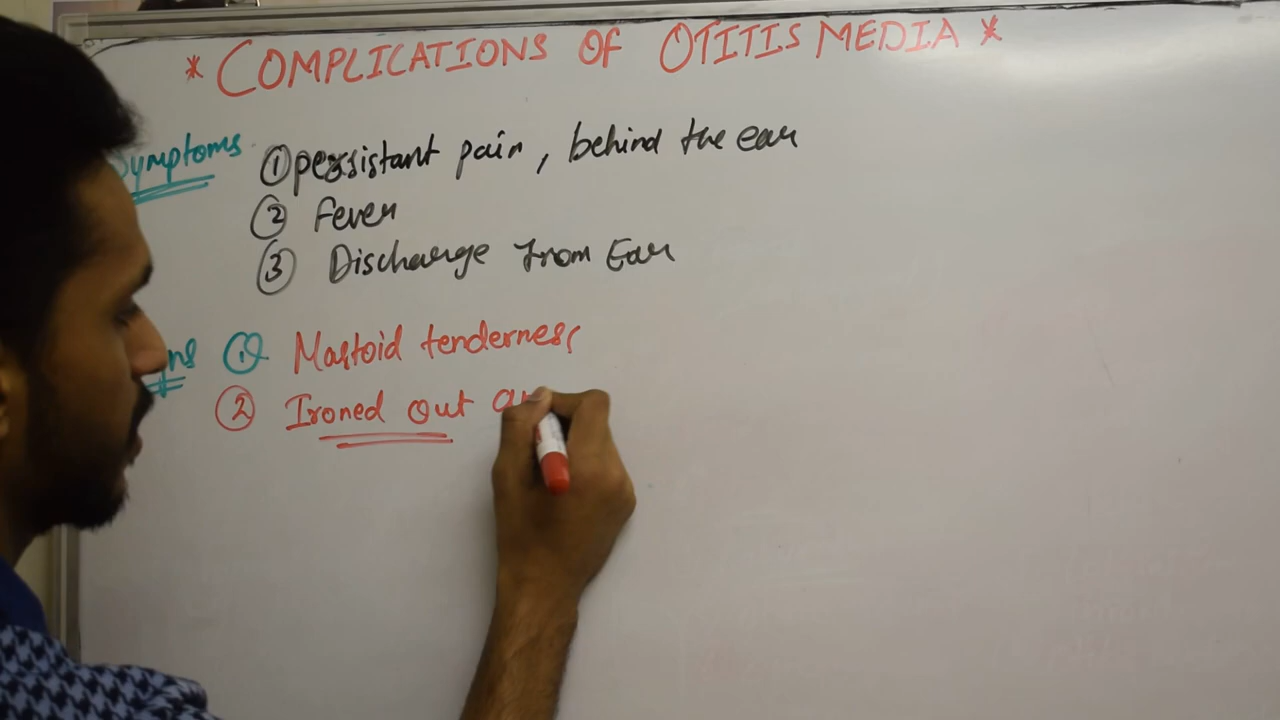 * COMPLICATIONS OF OTITIS MEDIA *
Symptoms
① persistant pain, behind the ear
② Fever
③ Discharge from Ear
① Mastoid tenderness
② Ironed out